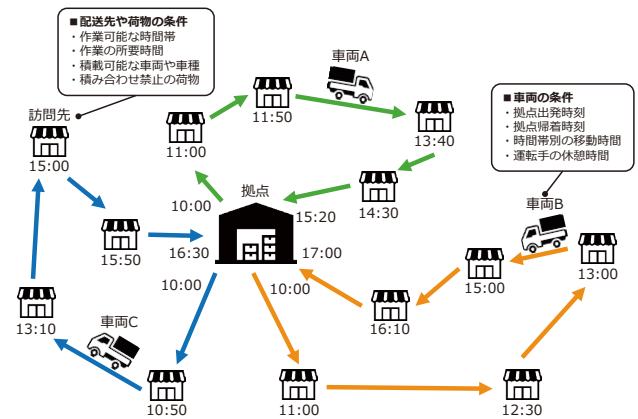 ■配送先や荷物の条件
・作業可能な時間帯
・作業の所要時間
・積載可能な車両や車種
・積み合わせ禁止の荷物
車両A
訪問先
11:50
13:40
■車両の条件
・拠点出発時刻
・拠点帰着時刻
・時間帯別の移動時間
・運転手の休憩時間
15:00
11:00
拠点
10:00
15:20
14:30
車両B
15:50
16:30
17:00
15:00
13:00
10:00
10:00
16:10
13:10
車両C
10:50
11:00
12:30